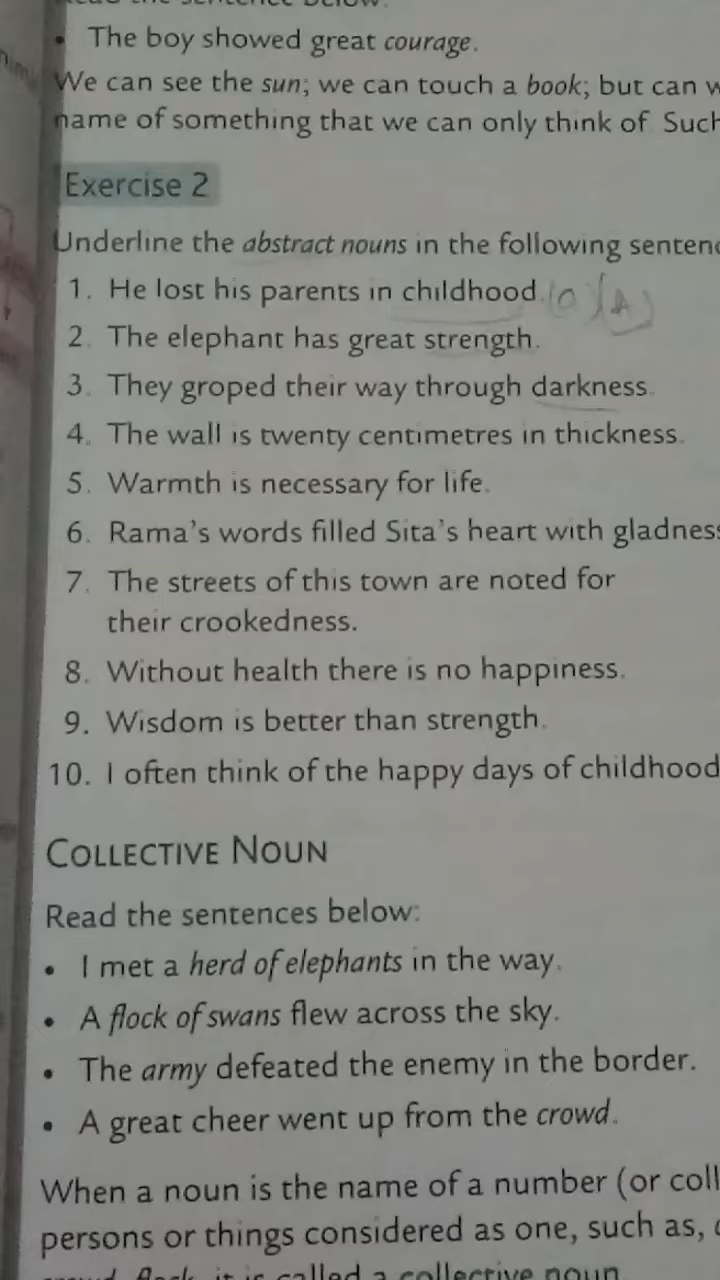 • The boy showed great courage.
We can see the sun; we can touch a book; but can
name of something that we can only think of Such
Exercise 2
Underline the abstract nouns in the following
1. He lost his parents in childhood.
2. The elephant has great strength.
3. They groped their way through darkness.
4. The wall is twenty centimetres in thickness.
5. Warmth is necessary for life.
6. Rama's words filled Sita's heart with gladness
7. The streets of this town are noted for
their crookedness.
8. Without health there is no happiness.
9. Wisdom is better than strength.
10. I often think of the happy days of childhood
COLLECTIVE NOUN
Read the sentences below:
• I met a herd of elephants in the way.
• A flock of swans flew across the sky.
• The army defeated the enemy in the border.
• A great cheer went up from the crowd.
When a noun is the name of a number (or coll
persons or things considered as one, such as,
flock, it is called a collective noun